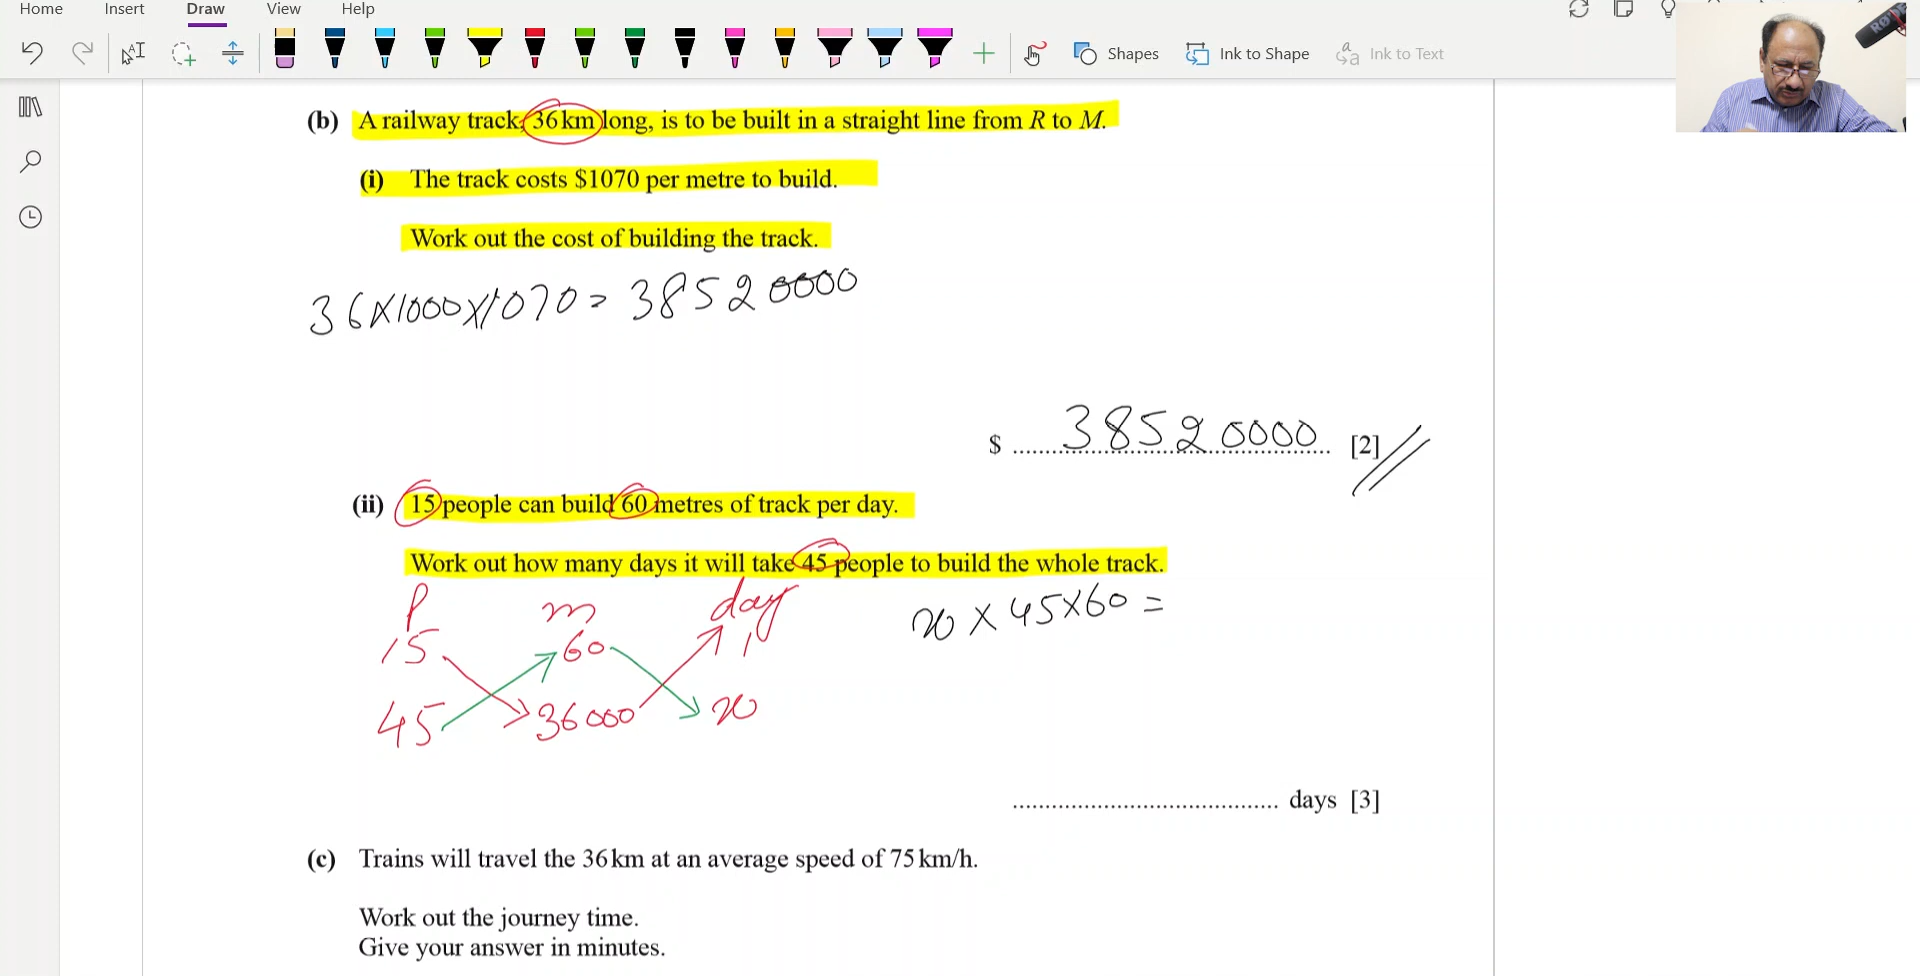 Home Insert Draw View Help
Shapes Ink to Shape Ink to Text
(b) A railway track, 36 km long, is to be built in a straight line from R to M.
(i) The track costs $1070 per metre to build.
Work out the cost of building the track.
36×1000×1070 = 38520000
$ 38520000 [2]
(ii) 15 people can build 60 metres of track per day.
Work out how many days it will take 45 people to build the whole track.
P m day
15 60 1
45 36000 x
x × 45 × 60 =
days [3]
(c) Trains will travel the 36 km at an average speed of 75 km/h.
Work out the journey time.
Give your answer in minutes.